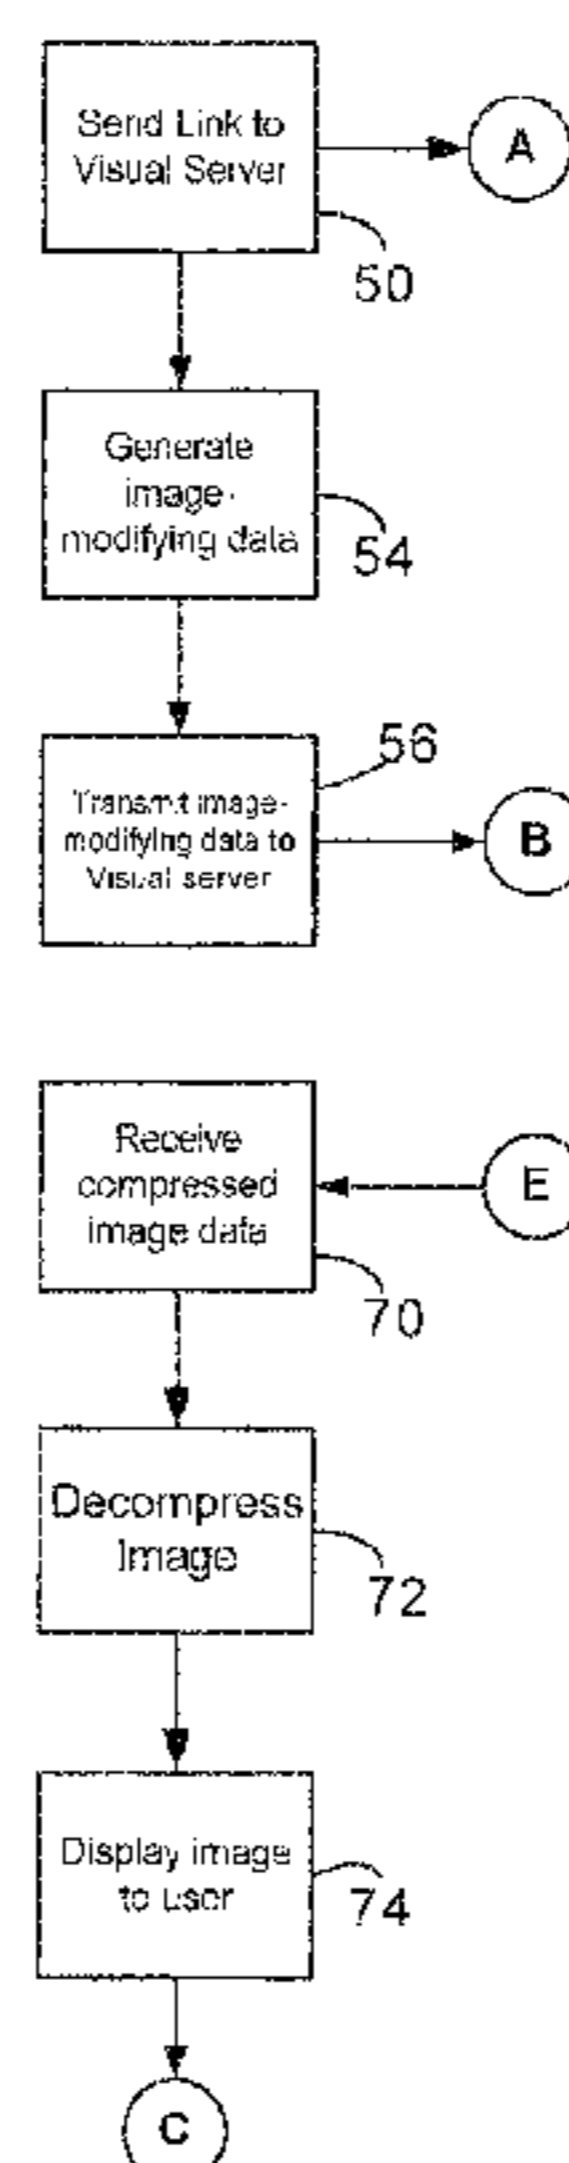 Send Link to
Visual Server
A
50
Generate
image-
modifying data
54
56
Transmit image-
modifying data to
Visual server
B
Receive
compressed
image data
E
70
Decompress
Image
72
Display image
to user
74
C